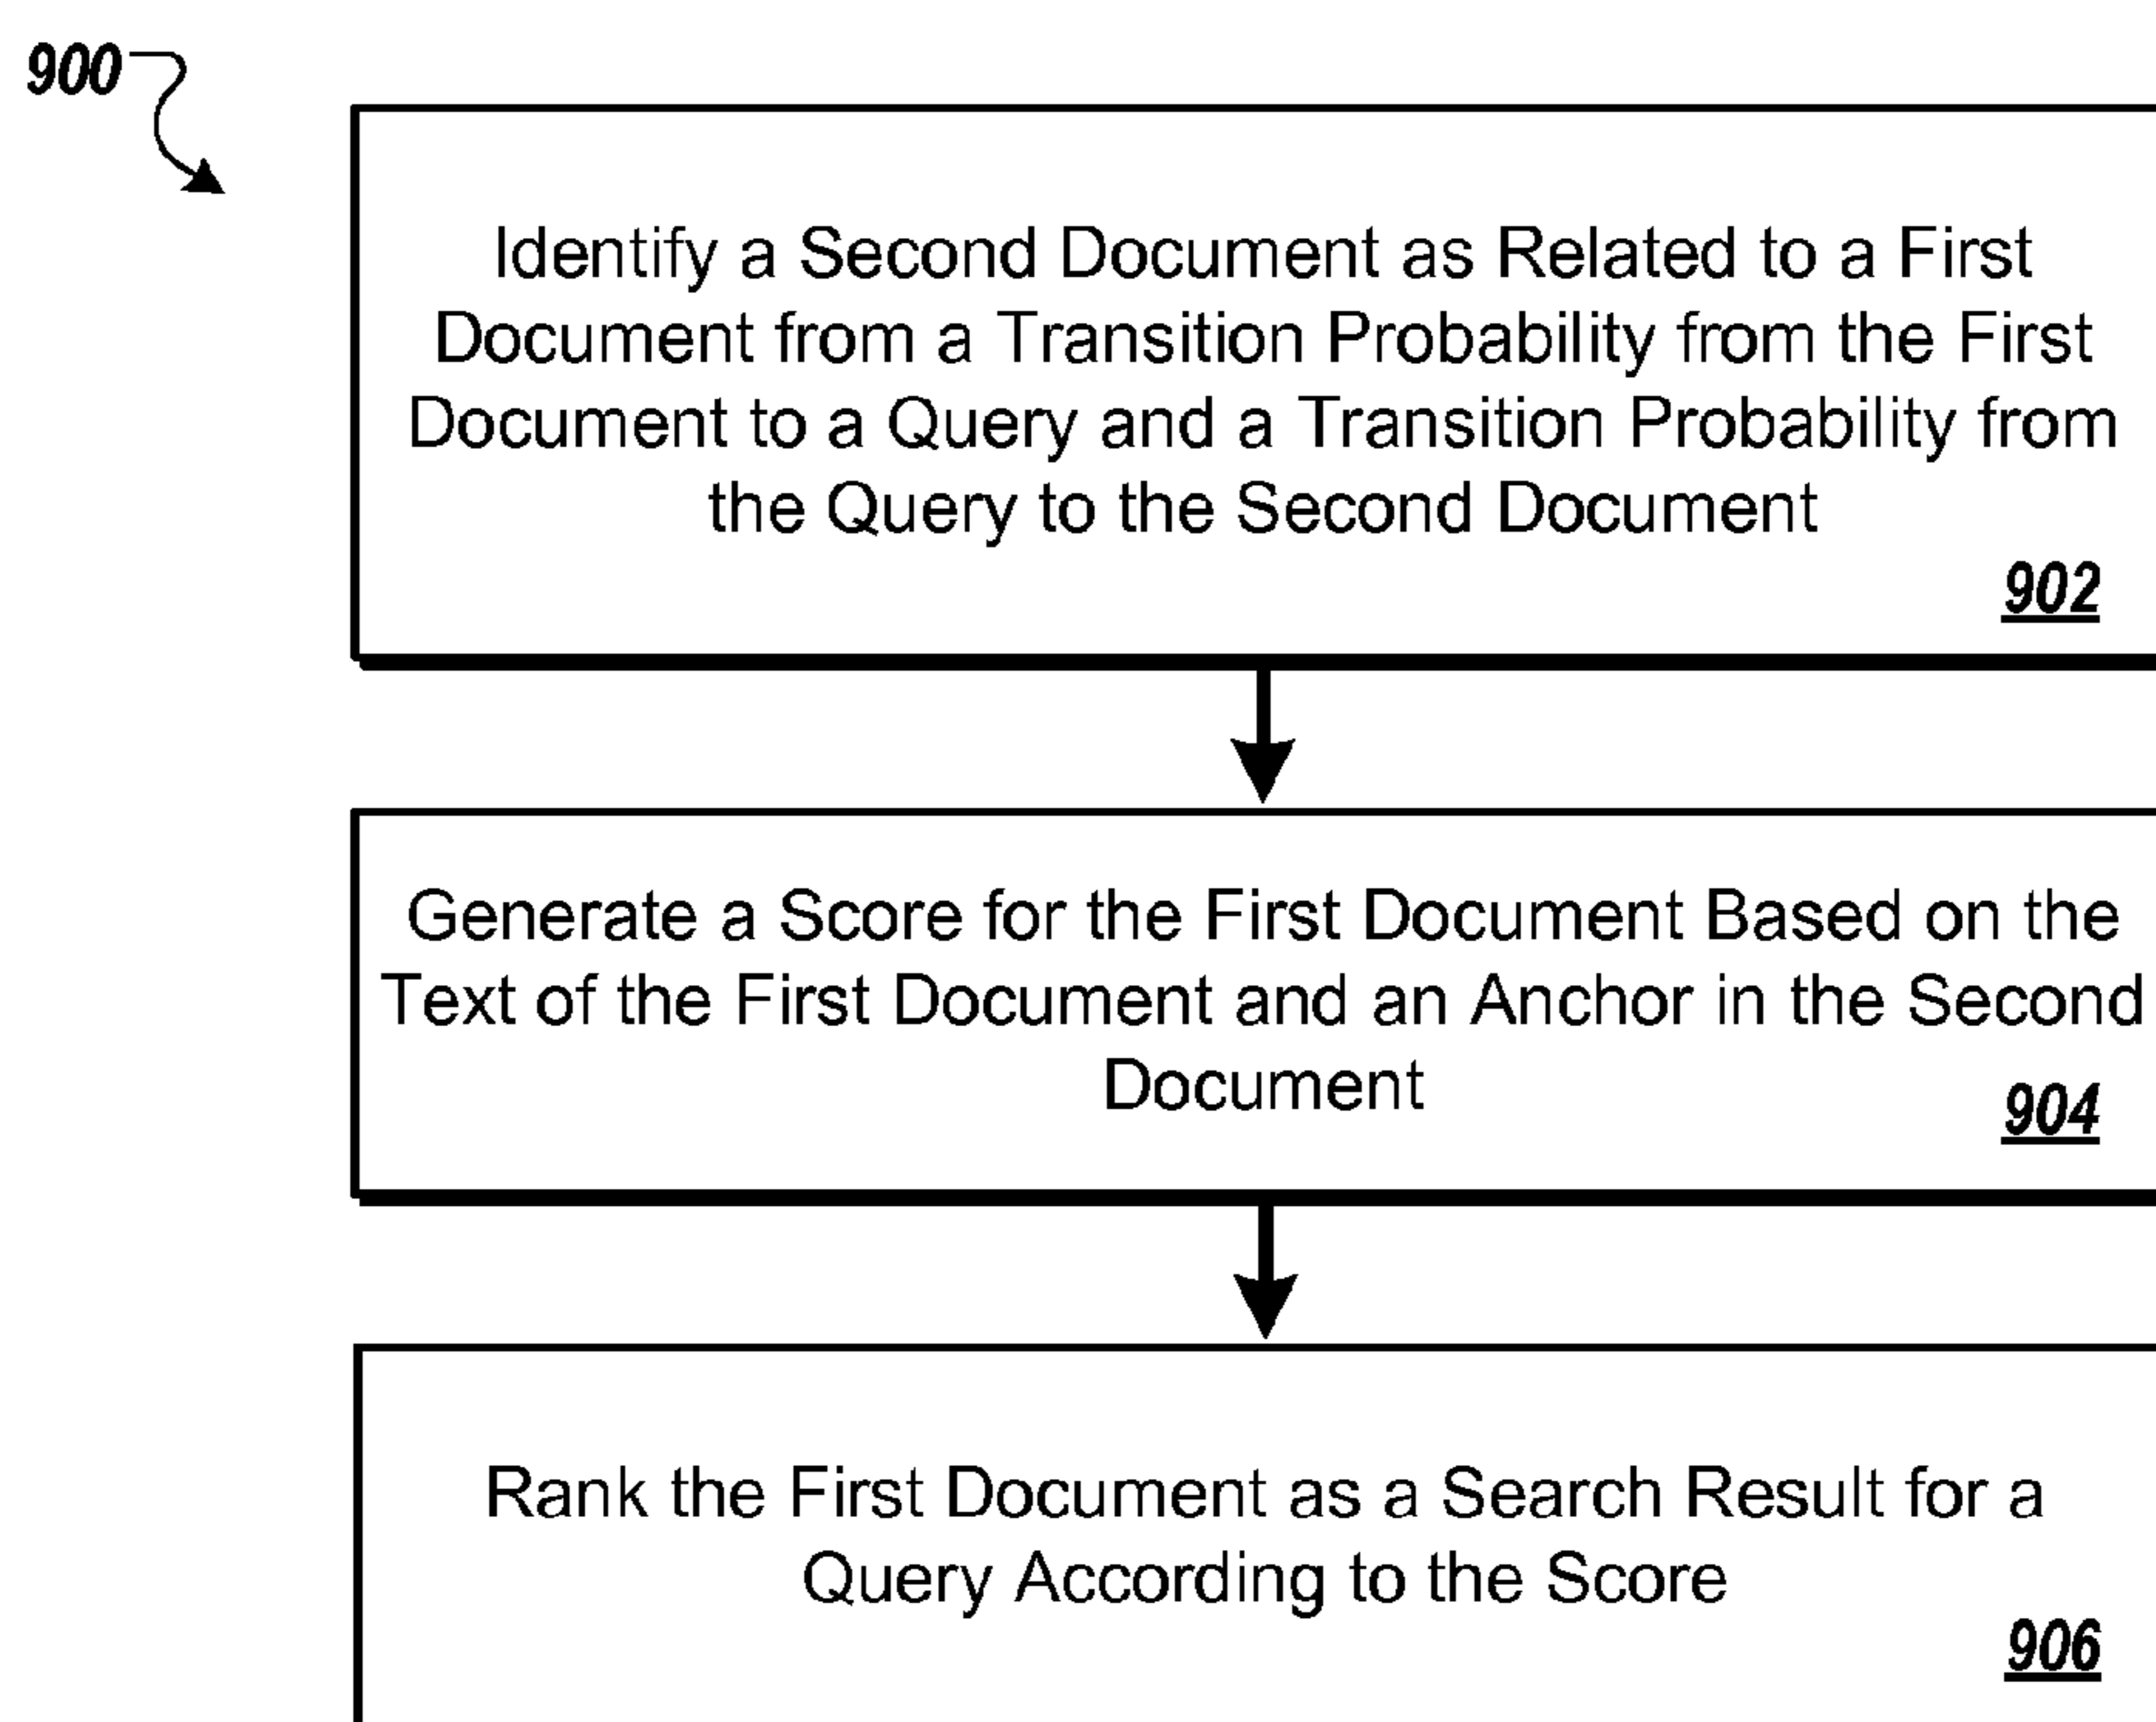 900
Identify a Second Document as Related to a First
Document from a Transition Probability from the First
Document to a Query and a Transition Probability from
the Query to the Second Document
902
Generate a Score for the First Document Based on the
Text of the First Document and an Anchor in the Second
Document
904
Rank the First Document as a Search Result for a
Query According to the Score
906